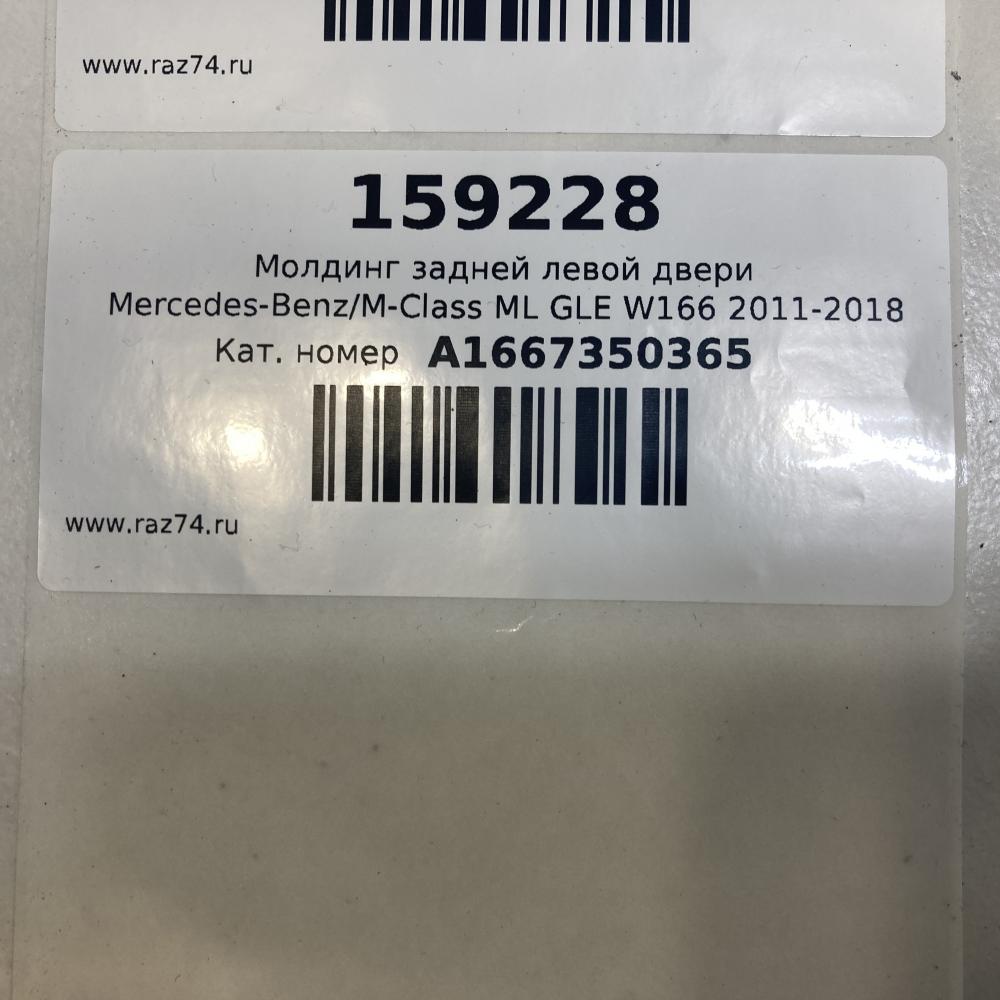 www.raz74.ru
159228
Молдинг задней левой двери
Mercedes-Benz/M-Class ML GLE W166 2011-2018
Кат. номер A1667350365
www.raz74.ru